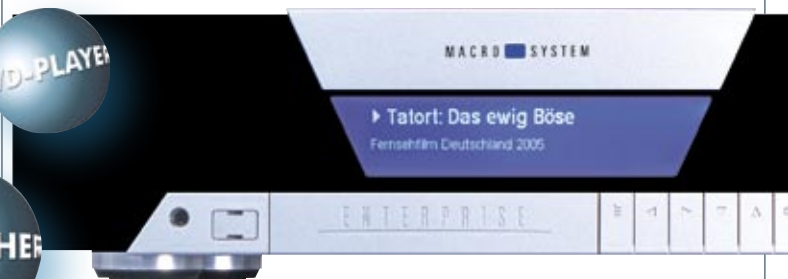 D-PLAYER
MACRO SYSTEM
Tatort: Das ewig Böse
Fernsehfilm Deutschland 2005
HER
ENTERPRISE